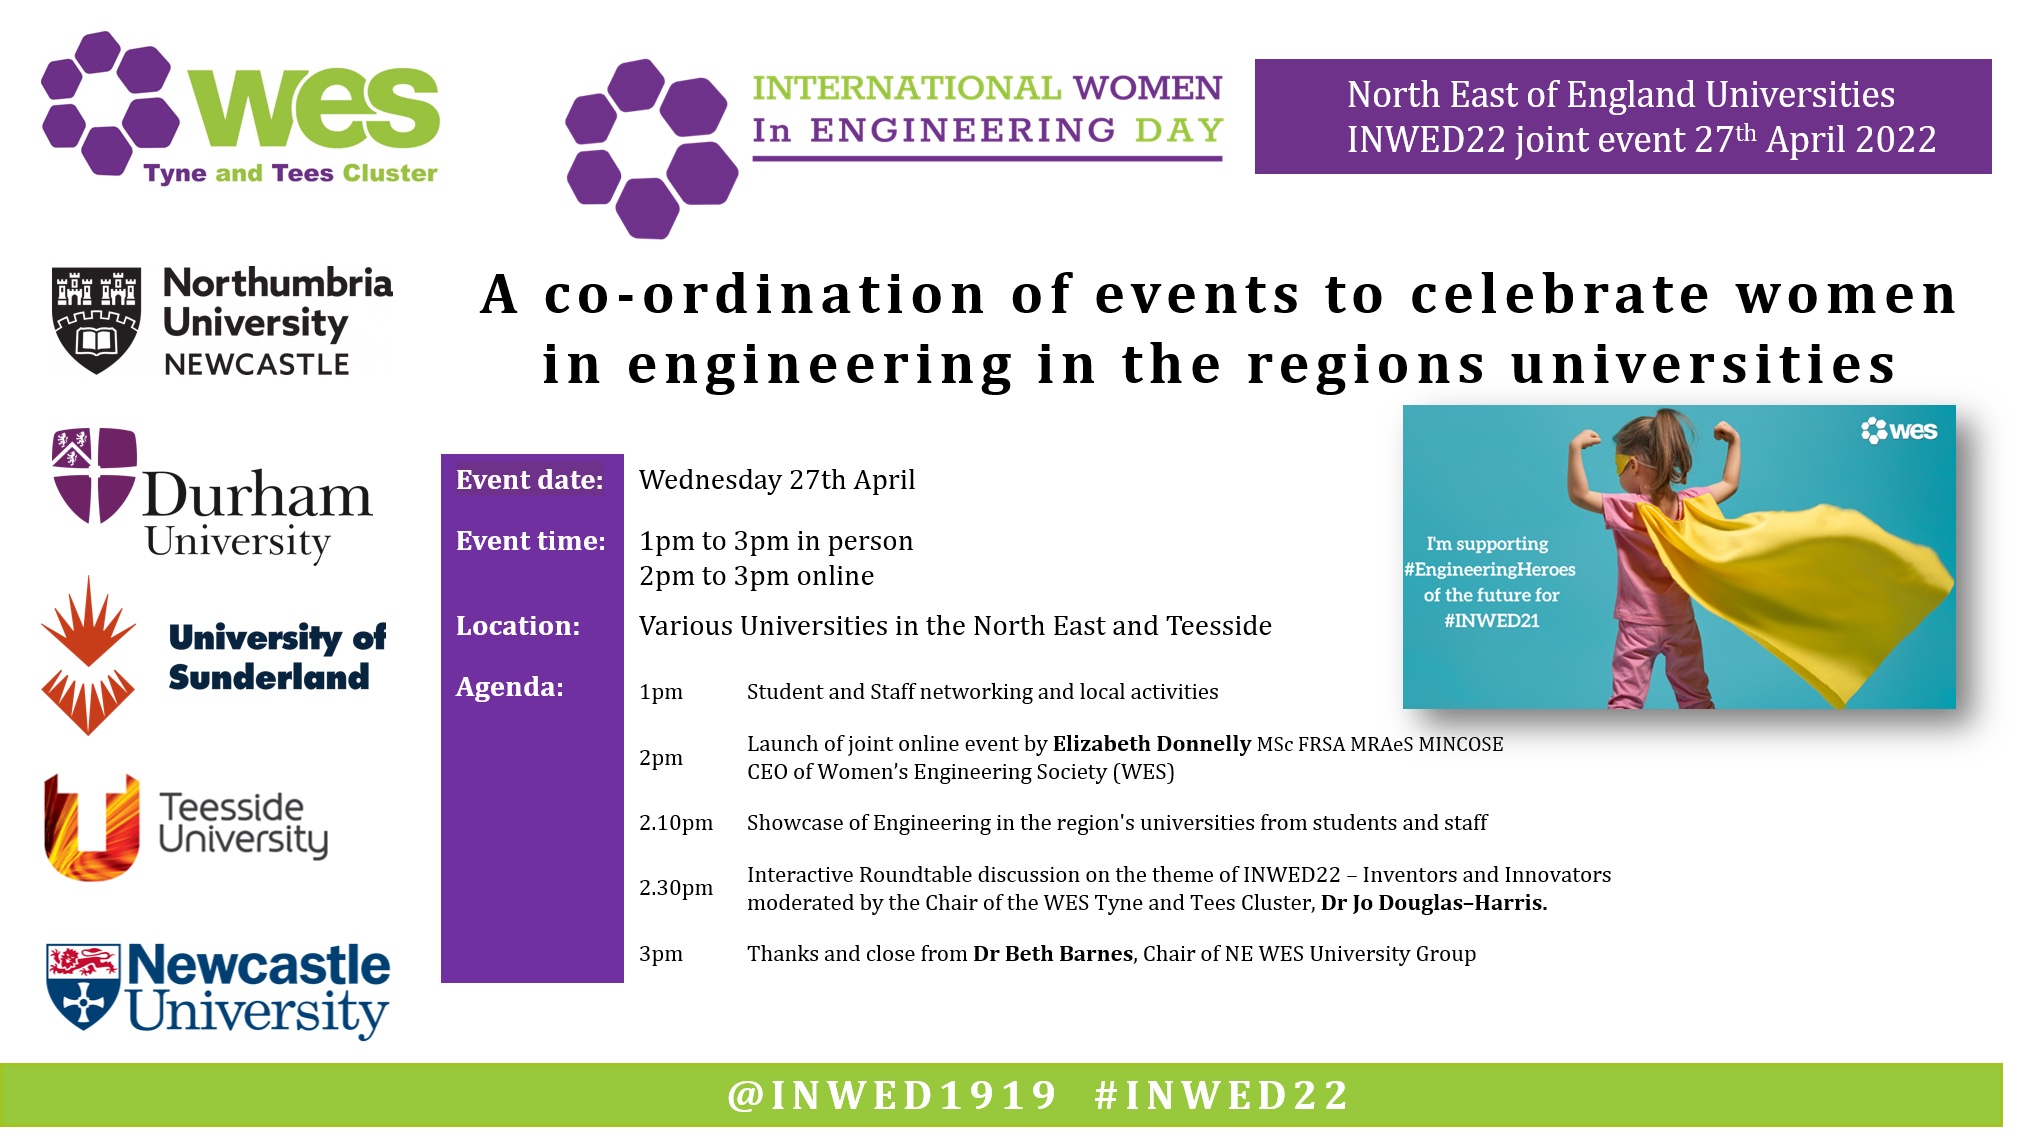 wes
Tyne and Tees Cluster
INTERNATIONAL WOMEN
In ENGINEERING DAY
North East of England Universities
INWED22 joint event 27th April 2022
Northumbria
University
NEWCASTLE
Durham
University
University of
Sunderland
Teesside
University
Newcastle
University
A co-ordination of events to celebrate women
in engineering in the regions universities
wes
I'm supporting
#EngineeringHeroes
of the future for
#INWED21
Event date: Wednesday 27th April
Event time: 1pm to 3pm in person
2pm to 3pm online
Location: Various Universities in the North East and Teesside
Agenda: 1pm Student and Staff networking and local activities
2pm Launch of joint online event by Elizabeth Donnelly MSc FRSA MRAeS MINCOSE
CEO of Women’s Engineering Society (WES)
2.10pm Showcase of Engineering in the region's universities from students and staff
2.30pm Interactive Roundtable discussion on the theme of INWED22 – Inventors and Innovators
moderated by the Chair of the WES Tyne and Tees Cluster, Dr Jo Douglas–Harris.
3pm Thanks and close from Dr Beth Barnes, Chair of NE WES University Group
@INWED1919 #INWED22